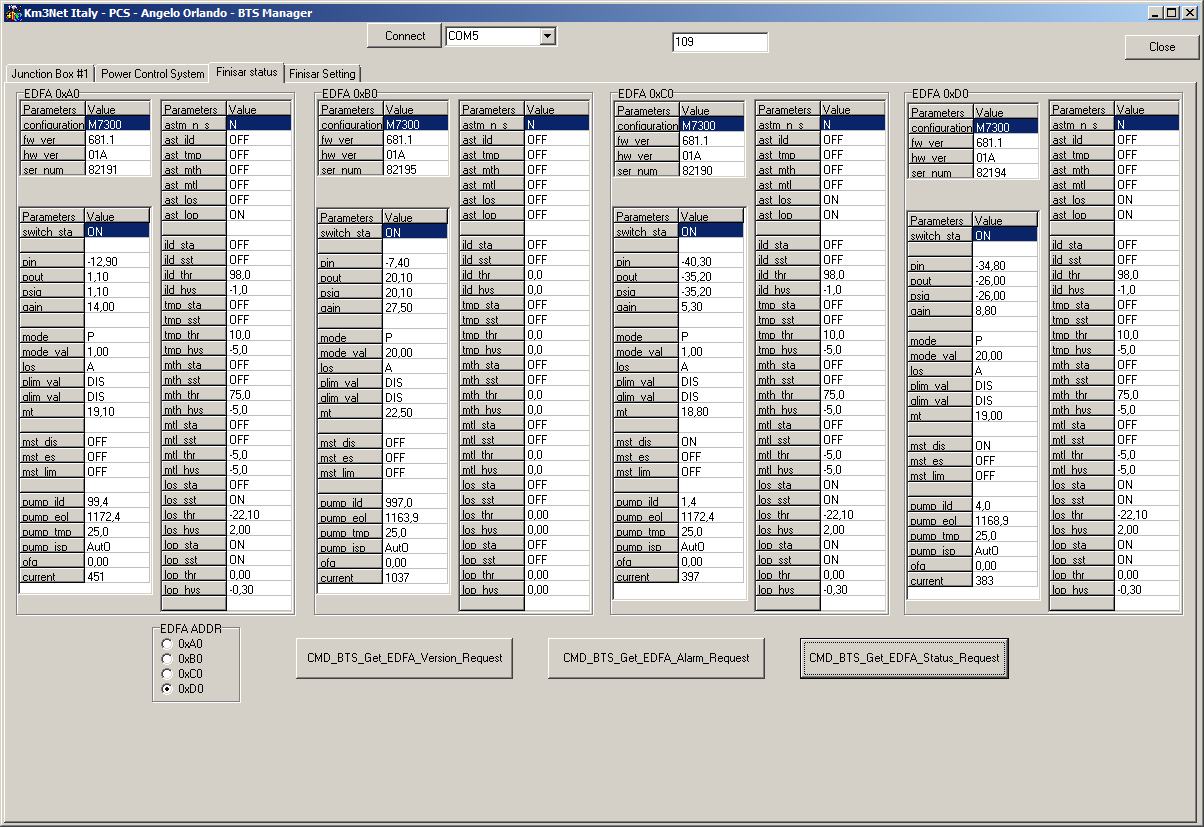 Km3Net Italy - PCS - Angelo Orlando - BTS Manager
Connect COM5 109 Close
Junction Box #1 Power Control System Finisar status Finisar Setting
EDFA 0xA0
Parameters Value
configuration M7300
fw_ver 681.1
hw_ver 01A
ser_num 82191
Parameters Value
switch_sta ON
pin -12,90
pout 1,10
psig 1,10
gain 14,00
mode P
mode_val 1,00
los A
plim_val DIS
glim_val DIS
mt 19,10
mst_dis OFF
mst_es OFF
mst_lim OFF
pump_ild 99,4
pump_eol 1172,4
pump_tmp 25,0
pump_isp AutO
ofa 0,00
current 451
Parameters Value
astm_n_s N
ast_ild OFF
ast_tmp OFF
ast_mth OFF
ast_mtl OFF
ast_los OFF
ast_lop ON
ild_sta OFF
ild_sst OFF
ild_thr 98,0
ild_hys -1,0
tmp_sta OFF
tmp_sst OFF
tmp_thr 10,0
tmp_hys -5,0
mth_sta OFF
mth_sst OFF
mth_thr 75,0
mth_hys -5,0
mtl_sta OFF
mtl_sst OFF
mtl_thr -5,0
mtl_hys -5,0
los_sta OFF
los_sst ON
los_thr -22,10
los_hys 2,00
lop_sta ON
lop_sst ON
lop_thr 0,00
lop_hys -0,30
EDFA 0xB0
Parameters Value
configuration M7300
fw_ver 681.1
hw_ver 01A
ser_num 82195
Parameters Value
switch_sta ON
pin -7,40
pout 20,10
psig 20,10
gain 27,50
mode P
mode_val 20,00
los A
plim_val DIS
glim_val DIS
mt 22,50
mst_dis OFF
mst_es OFF
mst_lim OFF
pump_ild 997,0
pump_eol 1163,9
pump_tmp 25,0
pump_isp AutO
ofa 0,00
current 1037
Parameters Value
astm_n_s N
ast_ild OFF
ast_tmp OFF
ast_mth OFF
ast_mtl OFF
ast_los OFF
ast_lop OFF
ild_sta OFF
ild_sst OFF
ild_thr 0,0
ild_hys 0,0
tmp_sta OFF
tmp_sst OFF
tmp_thr 0,0
tmp_hys 0,0
mth_sta OFF
mth_sst OFF
mth_thr 0,0
mth_hys 0,0
mtl_sta OFF
mtl_sst OFF
mtl_thr 0,0
mtl_hys 0,0
los_sta OFF
los_sst OFF
los_thr 0,00
los_hys 0,00
lop_sta OFF
lop_sst OFF
lop_thr 0,00
lop_hys 0,00
EDFA 0xC0
Parameters Value
configuration M7300
fw_ver 681.1
hw_ver 01A
ser_num 82190
Parameters Value
switch_sta ON
pin -40,30
pout -35,20
psig -35,20
gain 5,30
mode P
mode_val 1,00
los A
plim_val DIS
glim_val DIS
mt 18,80
mst_dis ON
mst_es OFF
mst_lim OFF
pump_ild 1,4
pump_eol 1172,4
pump_tmp 25,0
pump_isp AutO
ofa 0,00
current 397
Parameters Value
astm_n_s N
ast_ild OFF
ast_tmp OFF
ast_mth OFF
ast_mtl OFF
ast_los ON
ast_lop ON
ild_sta OFF
ild_sst OFF
ild_thr 98,0
ild_hys -1,0
tmp_sta OFF
tmp_sst OFF
tmp_thr 10,0
tmp_hys -5,0
mth_sta OFF
mth_sst OFF
mth_thr 75,0
mth_hys -5,0
mtl_sta OFF
mtl_sst OFF
mtl_thr -5,0
mtl_hys -5,0
los_sta ON
los_sst ON
los_thr -22,10
los_hys 2,00
lop_sta ON
lop_sst ON
lop_thr 0,00
lop_hys -0,30
EDFA 0xD0
Parameters Value
configuration M7300
fw_ver 681.1
hw_ver 01A
ser_num 82194
Parameters Value
switch_sta ON
pin -34,80
pout -26,00
psig -26,00
gain 8,80
mode P
mode_val 20,00
los A
plim_val DIS
glim_val DIS
mt 19,00
mst_dis ON
mst_es OFF
mst_lim OFF
pump_ild 4,0
pump_eol 1168,9
pump_tmp 25,0
pump_isp AutO
ofa 0,00
current 383
Parameters Value
astm_n_s N
ast_ild OFF
ast_tmp OFF
ast_mth OFF
ast_mtl OFF
ast_los ON
ast_lop ON
ild_sta OFF
ild_sst OFF
ild_thr 98,0
ild_hys -1,0
tmp_sta OFF
tmp_sst OFF
tmp_thr 10,0
tmp_hys -5,0
mth_sta OFF
mth_sst OFF
mth_thr 75,0
mth_hys -5,0
mtl_sta OFF
mtl_sst OFF
mtl_thr -5,0
mtl_hys -5,0
los_sta ON
los_sst ON
los_thr -22,10
los_hys 2,00
lop_sta ON
lop_sst ON
lop_thr 0,00
lop_hys -0,30
EDFA ADDR
0xA0
0xB0
0xC0
0xD0
CMD_BTS_Get_EDFA_Version_Request
CMD_BTS_Get_EDFA_Alarm_Request
CMD_BTS_Get_EDFA_Status_Request